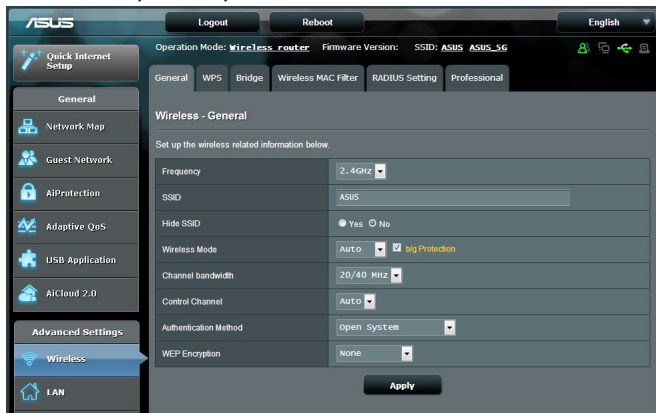 ASUS
Logout
Reboot
English
Quick Internet Setup
Operation Mode: Wireless router Firmware Version: SSID: ASUS ASUS_5G
General WPS Bridge Wireless MAC Filter RADIUS Setting Professional
General
Network Map
Guest Network
AiProtection
Adaptive QoS
USB Application
AiCloud 2.0
Advanced Settings
Wireless
LAN
Wireless - General
Set up the wireless related information below.
Frequency 2.4GHz
SSID ASUS
Hide SSID Yes No
Wireless Mode Auto b/g Protection
Channel bandwidth 20/40 MHz
Control Channel Auto
Authentication Method Open System
WEP Encryption None
Apply